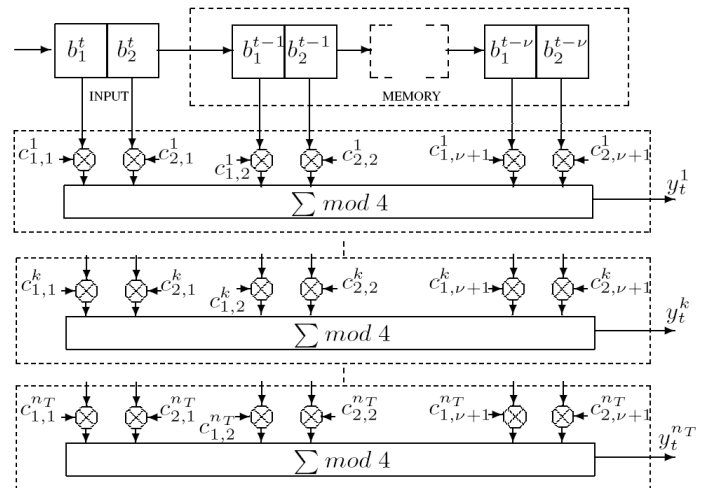 b_1^t b_2^t b_1^{t-1} b_2^{t-1} b_1^{t-ν} b_2^{t-ν}
INPUT MEMORY
c_{1,1}^1 c_{2,1}^1 c_{1,2}^1 c_{2,2}^1 c_{1,ν+1}^1 c_{2,ν+1}^1
∑ mod 4 y_t^1
c_{1,1}^k c_{2,1}^k c_{1,2}^k c_{2,2}^k c_{1,ν+1}^k c_{2,ν+1}^k
∑ mod 4 y_t^k
c_{1,1}^{n_T} c_{2,1}^{n_T} c_{1,2}^{n_T} c_{2,2}^{n_T} c_{1,ν+1}^{n_T} c_{2,ν+1}^{n_T}
∑ mod 4 y_t^{n_T}